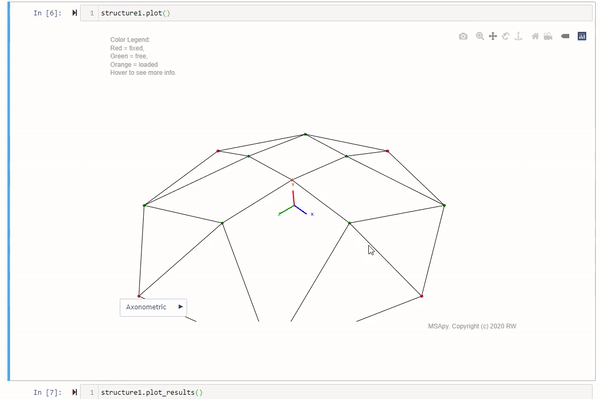 In [6]:
1 structure1.plot()
Color Legend:
Red = fixed,
Green = free,
Orange = loaded
Hover to see more info.
Y
x
Axonometric
MSApy. Copyright (c) 2020 RW
In [7]:
1 structure1.plot_results()